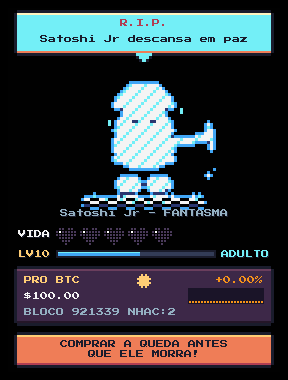 R.I.P.
Satoshi Jr descansa em paz
Satoshi Jr - FANTASMA
VIDA
LV10 ADULTO
PRO BTC +0.00%
$100.00
BLOCO 921339 NHAC:2
COMPRAR A QUEDA ANTES
QUE ELE MORRA!